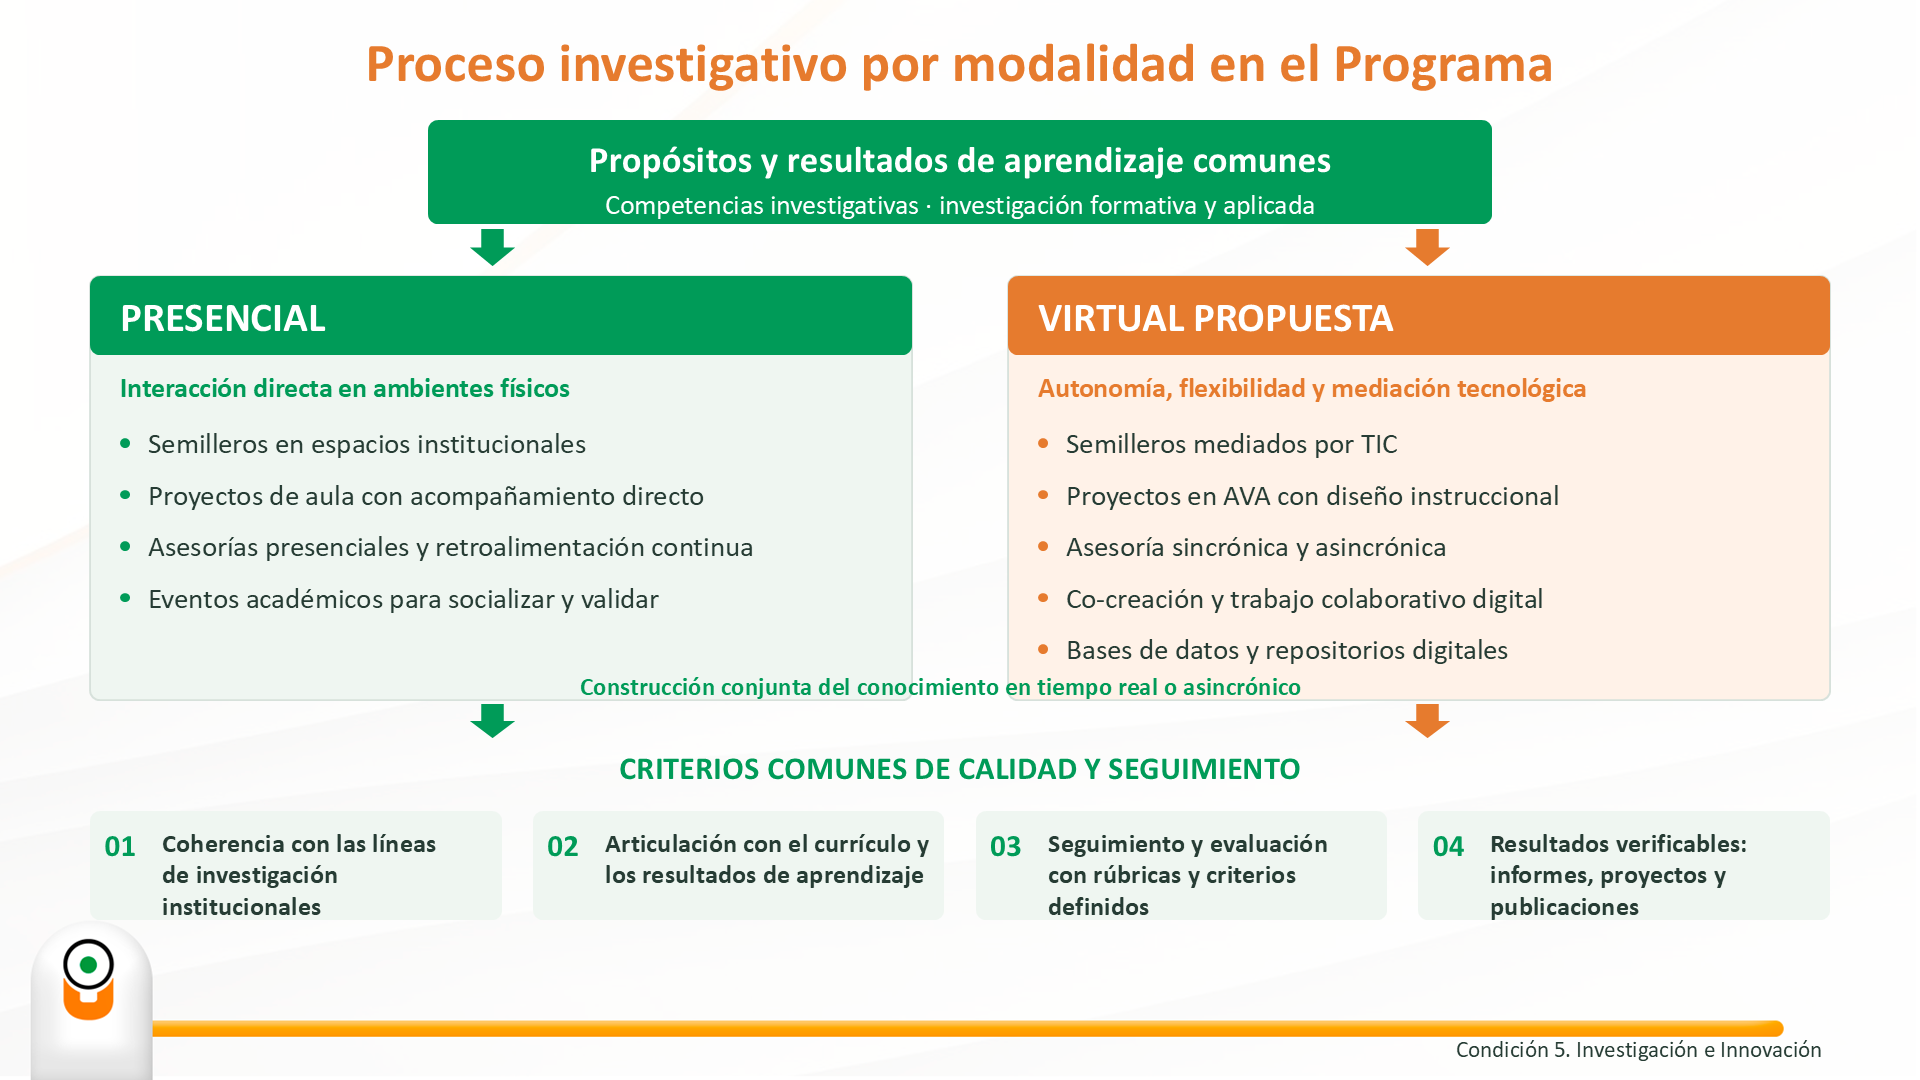 Proceso investigativo por modalidad en el Programa
Propósitos y resultados de aprendizaje comunes
Competencias investigativas · investigación formativa y aplicada
PRESENCIAL
Interacción directa en ambientes físicos
• Semilleros en espacios institucionales
• Proyectos de aula con acompañamiento directo
• Asesorías presenciales y retroalimentación continua
• Eventos académicos para socializar y validar
VIRTUAL PROPUESTA
Autonomía, flexibilidad y mediación tecnológica
• Semilleros mediados por TIC
• Proyectos en AVA con diseño instruccional
• Asesoría sincrónica y asincrónica
• Co-creación y trabajo colaborativo digital
• Bases de datos y repositorios digitales
Construcción conjunta del conocimiento en tiempo real o asincrónico
CRITERIOS COMUNES DE CALIDAD Y SEGUIMIENTO
01
Coherencia con las líneas
de investigación
institucionales
02
Articulación con el currículo y
los resultados de aprendizaje
03
Seguimiento y evaluación
con rúbricas y criterios
definidos
04
Resultados verificables:
informes, proyectos y
publicaciones
Condición 5. Investigación e Innovación